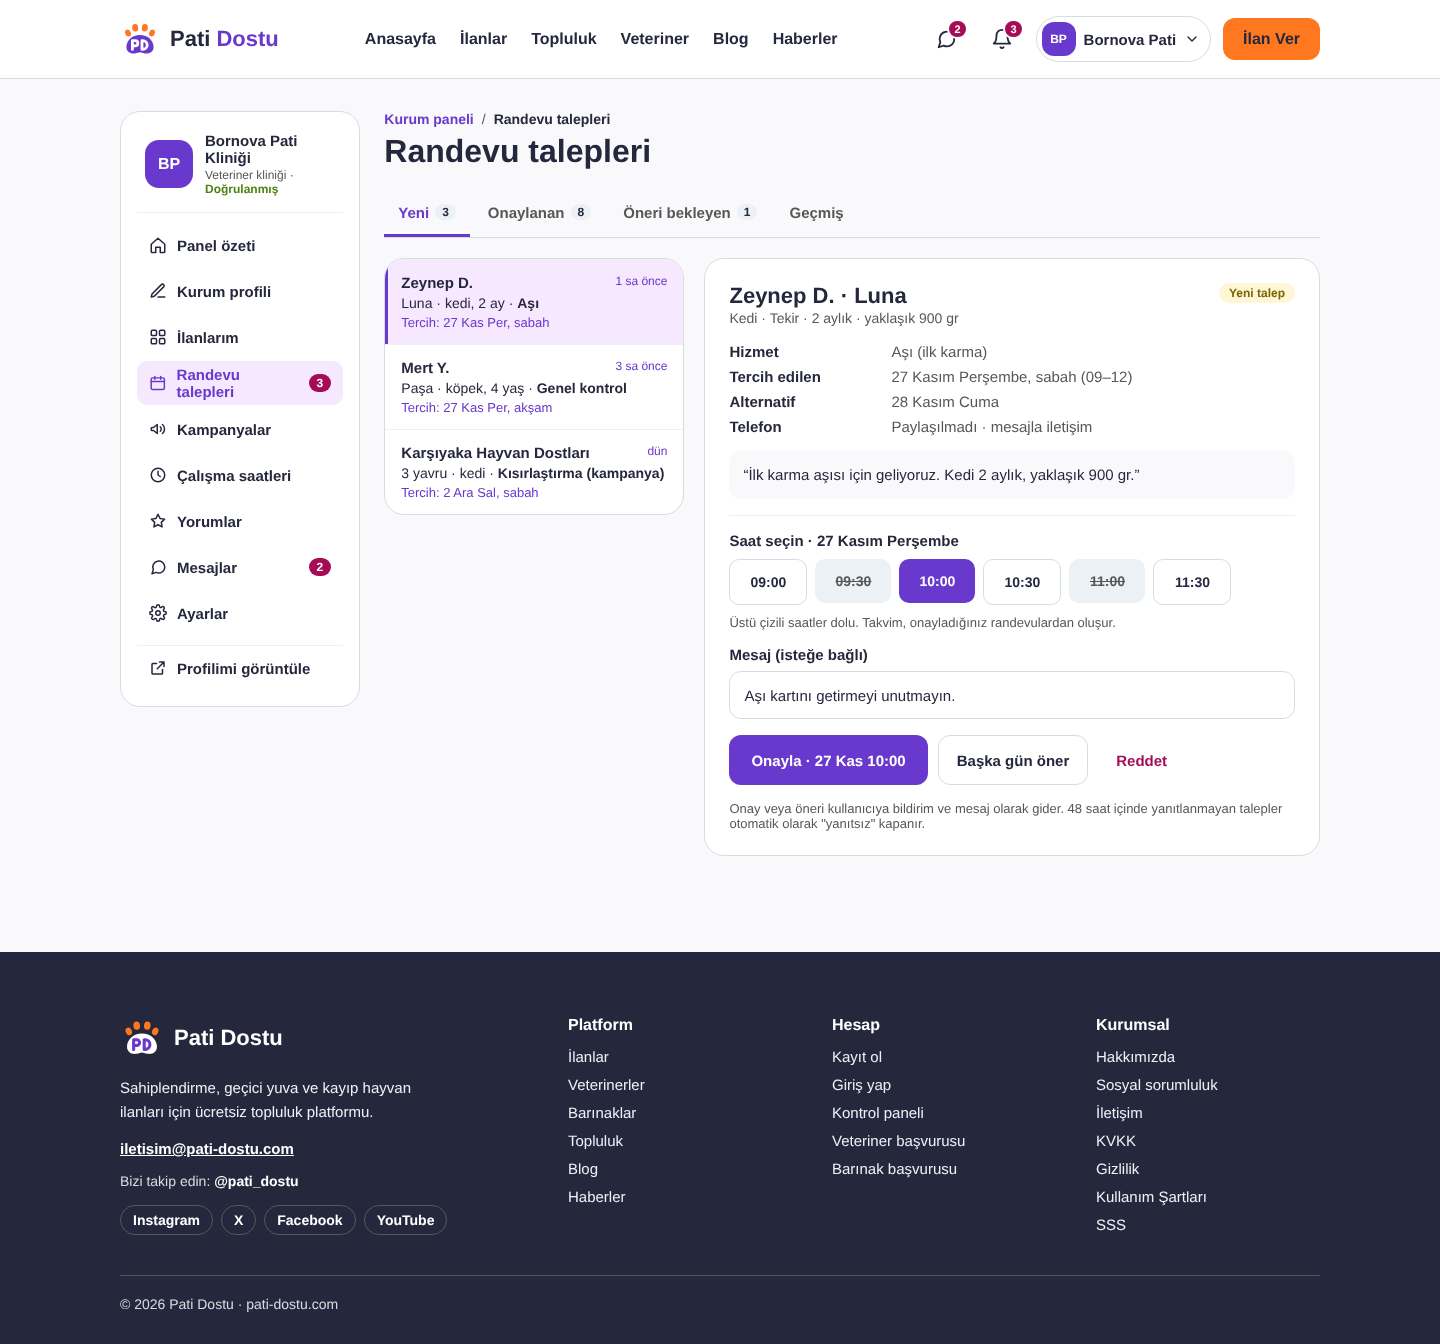 PD Pati Dostu
Anasayfa İlanlar Topluluk Veteriner Blog Haberler
2
3
BP Bornova Pati
İlan Ver
BP
Bornova Pati
Kliniği
Veteriner kliniği ·
Doğrulanmış
Panel özeti
Kurum profili
İlanlarım
Randevu
talepleri
3
Kampanyalar
Çalışma saatleri
Yorumlar
Mesajlar 2
Ayarlar
Profilimi görüntüle
Kurum paneli / Randevu talepleri
Randevu talepleri
Yeni 3 Onaylanan 8 Öneri bekleyen 1 Geçmiş
Zeynep D. 1 sa önce
Luna · kedi, 2 ay · Aşı
Tercih: 27 Kas Per, sabah
Mert Y. 3 sa önce
Paşa · köpek, 4 yaş · Genel kontrol
Tercih: 27 Kas Per, akşam
Karşıyaka Hayvan Dostları dün
3 yavru · kedi · Kısırlaştırma (kampanya)
Tercih: 2 Ara Sal, sabah
Zeynep D. · Luna
Yeni talep
Kedi · Tekir · 2 aylık · yaklaşık 900 gr
Hizmet Aşı (ilk karma)
Tercih edilen 27 Kasım Perşembe, sabah (09–12)
Alternatif 28 Kasım Cuma
Telefon Paylaşılmadı · mesajla iletişim
“İlk karma aşısı için geliyoruz. Kedi 2 aylık, yaklaşık 900 gr.”
Saat seçin · 27 Kasım Perşembe
09:00 09:30 10:00 10:30 11:00 11:30
Üstü çizili saatler dolu. Takvim, onayladığınız randevulardan oluşur.
Mesaj (isteğe bağlı)
Aşı kartını getirmeyi unutmayın.
Onayla · 27 Kas 10:00 Başka gün öner Reddet
Onay veya öneri kullanıcıya bildirim ve mesaj olarak gider. 48 saat içinde yanıtlanmayan talepler
otomatik olarak "yanıtsız" kapanır.
PD Pati Dostu
Sahiplendirme, geçici yuva ve kayıp hayvan
ilanları için ücretsiz topluluk platformu.
iletisim@pati-dostu.com
Bizi takip edin: @pati_dostu
Instagram X Facebook YouTube
Platform
İlanlar
Veterinerler
Barınaklar
Topluluk
Blog
Haberler
Hesap
Kayıt ol
Giriş yap
Kontrol paneli
Veteriner başvurusu
Barınak başvurusu
Kurumsal
Hakkımızda
Sosyal sorumluluk
İletişim
KVKK
Gizlilik
Kullanım Şartları
SSS
© 2026 Pati Dostu · pati-dostu.com